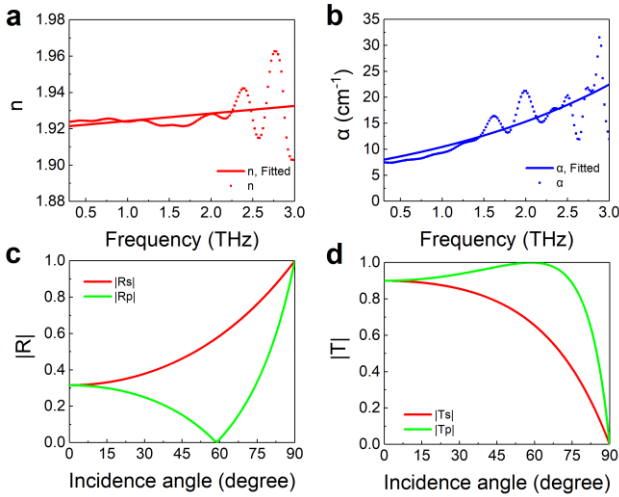 a
1.98
1.96
1.94
1.92
1.90
1.88
n
n, Fitted
n
0.5 1.0 1.5 2.0 2.5 3.0
Frequency (THz)
b
35
30
25
20
15
10
5
0
α (cm⁻¹)
α, Fitted
α
0.5 1.0 1.5 2.0 2.5 3.0
Frequency (THz)
c
1.0
0.8
0.6
0.4
0.2
0.0
|R|
|Rs|
|Rp|
0 15 30 45 60 75 90
Incidence angle (degree)
d
1.0
0.8
0.6
0.4
0.2
0.0
|T|
|Ts|
|Tp|
0 15 30 45 60 75 90
Incidence angle (degree)